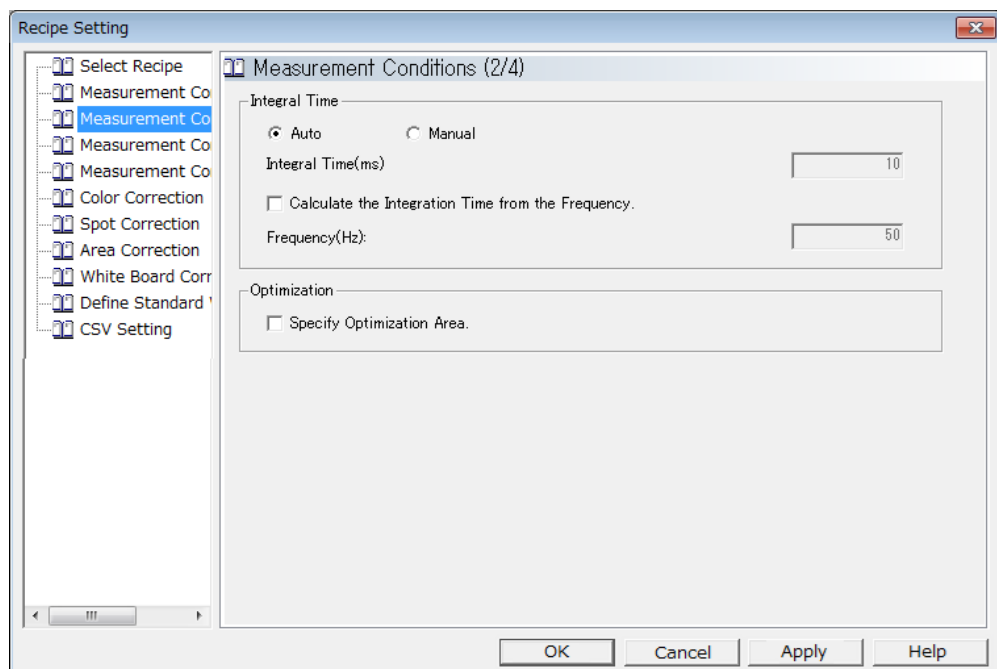 Recipe Setting
Select Recipe
Measurement Co
Measurement Co
Measurement Co
Measurement Co
Color Correction
Spot Correction
Area Correction
White Board Corr
Define Standard
CSV Setting
Measurement Conditions (2/4)
Integral Time
Auto Manual
Integral Time(ms) 10
Calculate the Integration Time from the Frequency.
Frequency(Hz): 50
Optimization
Specify Optimization Area.
OK Cancel Apply Help